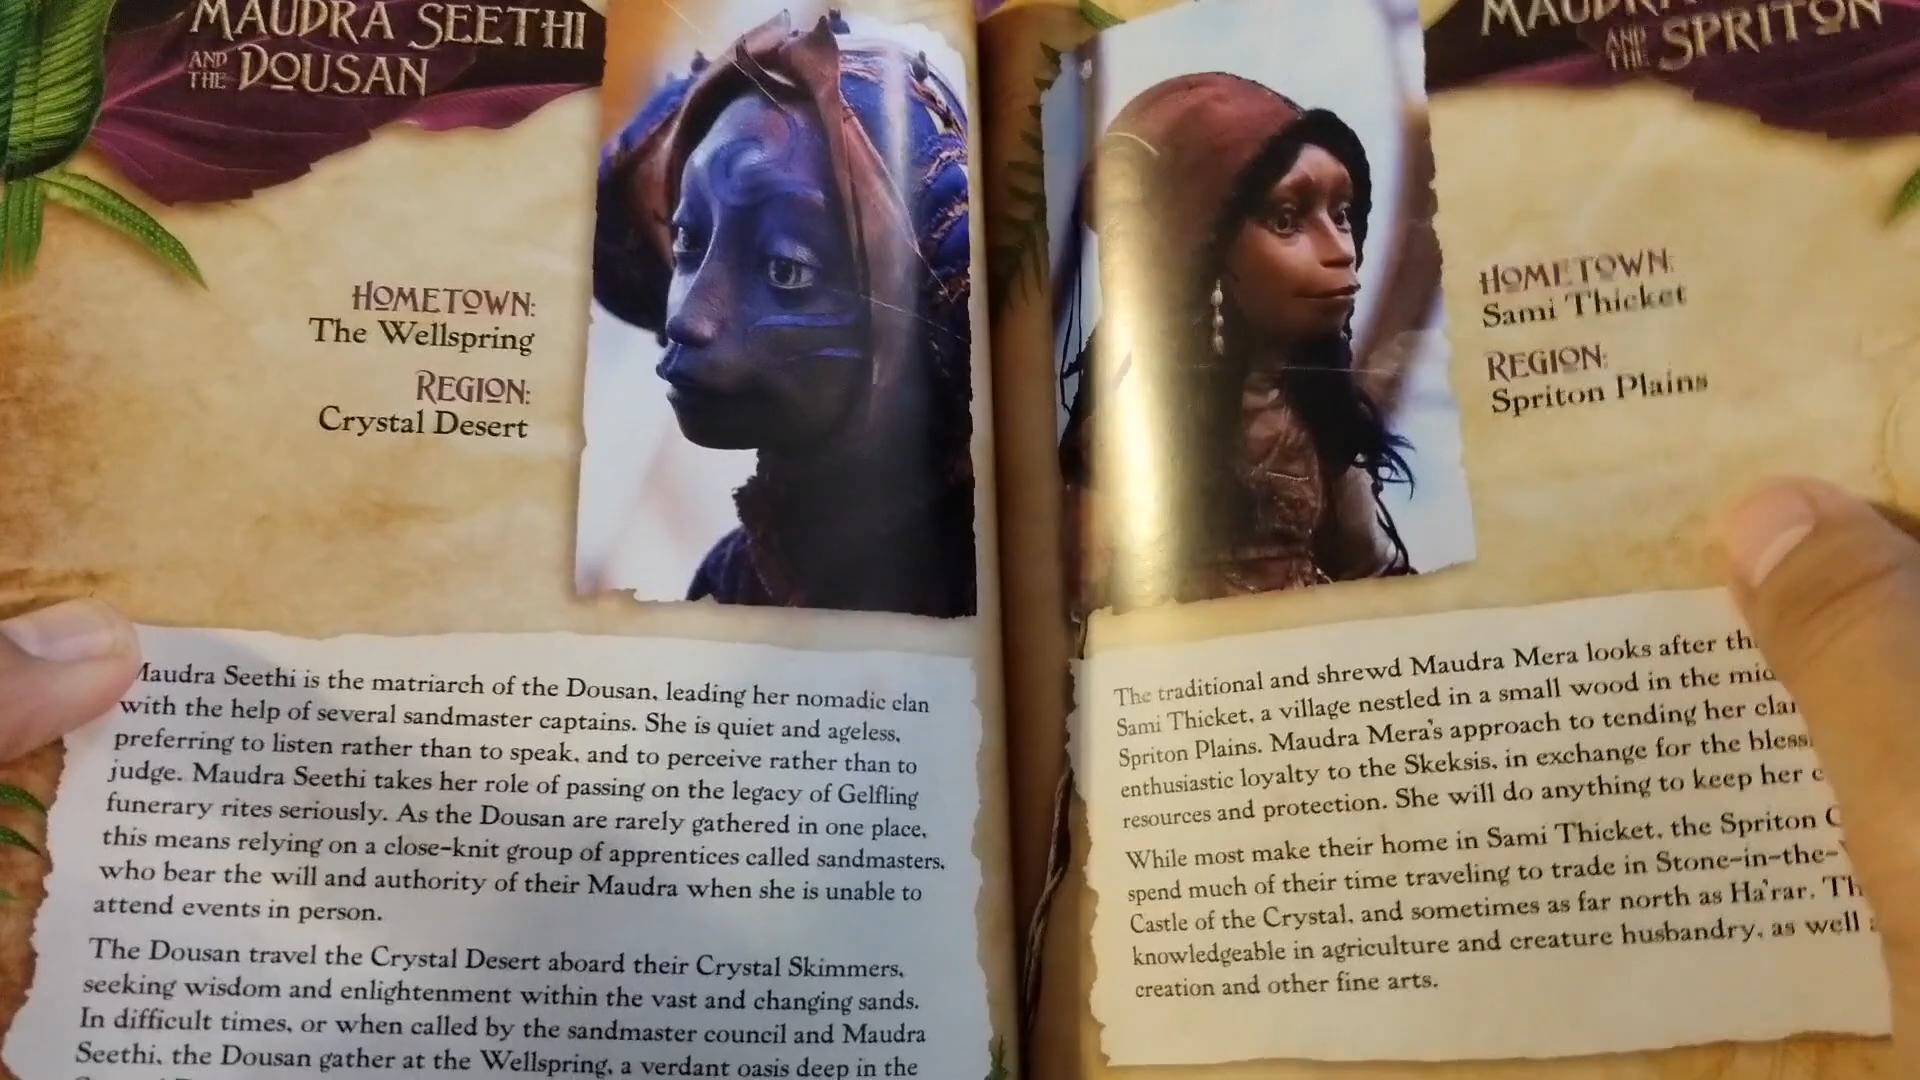 MAUDRA SEETHI
AND THE DOUSAN
HOMETOWN:
The Wellspring
REGION:
Crystal Desert
Maudra Seethi is the matriarch of the Dousan, leading her nomadic clan
with the help of several sandmaster captains. She is quiet and ageless,
preferring to listen rather than to speak, and to perceive rather than to
judge. Maudra Seethi takes her role of passing on the legacy of Gelfling
funerary rites seriously. As the Dousan are rarely gathered in one place,
this means relying on a close-knit group of apprentices called sandmasters,
who bear the will and authority of their Maudra when she is unable to
attend events in person.
The Dousan travel the Crystal Desert aboard their Crystal Skimmers,
seeking wisdom and enlightenment within the vast and changing sands.
In difficult times, or when called by the sandmaster council and Maudra
Seethi, the Dousan gather at the Wellspring, a verdant oasis deep in the
MAUDRA
AND THE SPRITON
HOMETOWN:
Sami Thicket
REGION:
Spriton Plains
The traditional and shrewd Maudra Mera looks after
Sami Thicket, a village nestled in a small wood in the
Spriton Plains. Maudra Mera's approach to tending her
enthusiastic loyalty to the Skeksis, in exchange for the
resources and protection. She will do anything to keep her
While most make their home in Sami Thicket, the Spriton
spend much of their time traveling to trade in Stone-in-the-
Castle of the Crystal, and sometimes as far north as Ha'rar.
knowledgeable in agriculture and creature husbandry, as well
creation and other fine arts.